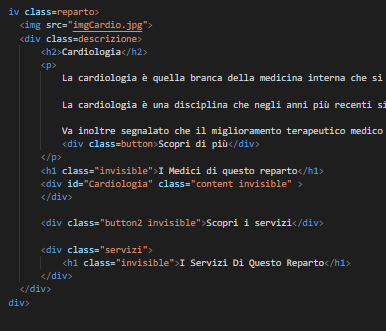 iv class=reparto>
<img src="imgCardio.jpg">
<div class=descrizione>
<h2>Cardiologia</h2>
<p>
La cardiologia è quella branca della medicina interna che si
La cardiologia è una disciplina che negli anni più recenti si
Va inoltre segnalato che il miglioramento terapeutico medico
<div class=button>Scopri di più</div>
</p>
<h1 class="invisible">I Medici di questo reparto</h1>
<div id="Cardiologia" class="content invisible" >
</div>
<div class="button2 invisible">Scopri i servizi</div>
<div class="servizi">
<h1 class="invisible">I Servizi Di Questo Reparto</h1>
</div>
</div>
div>